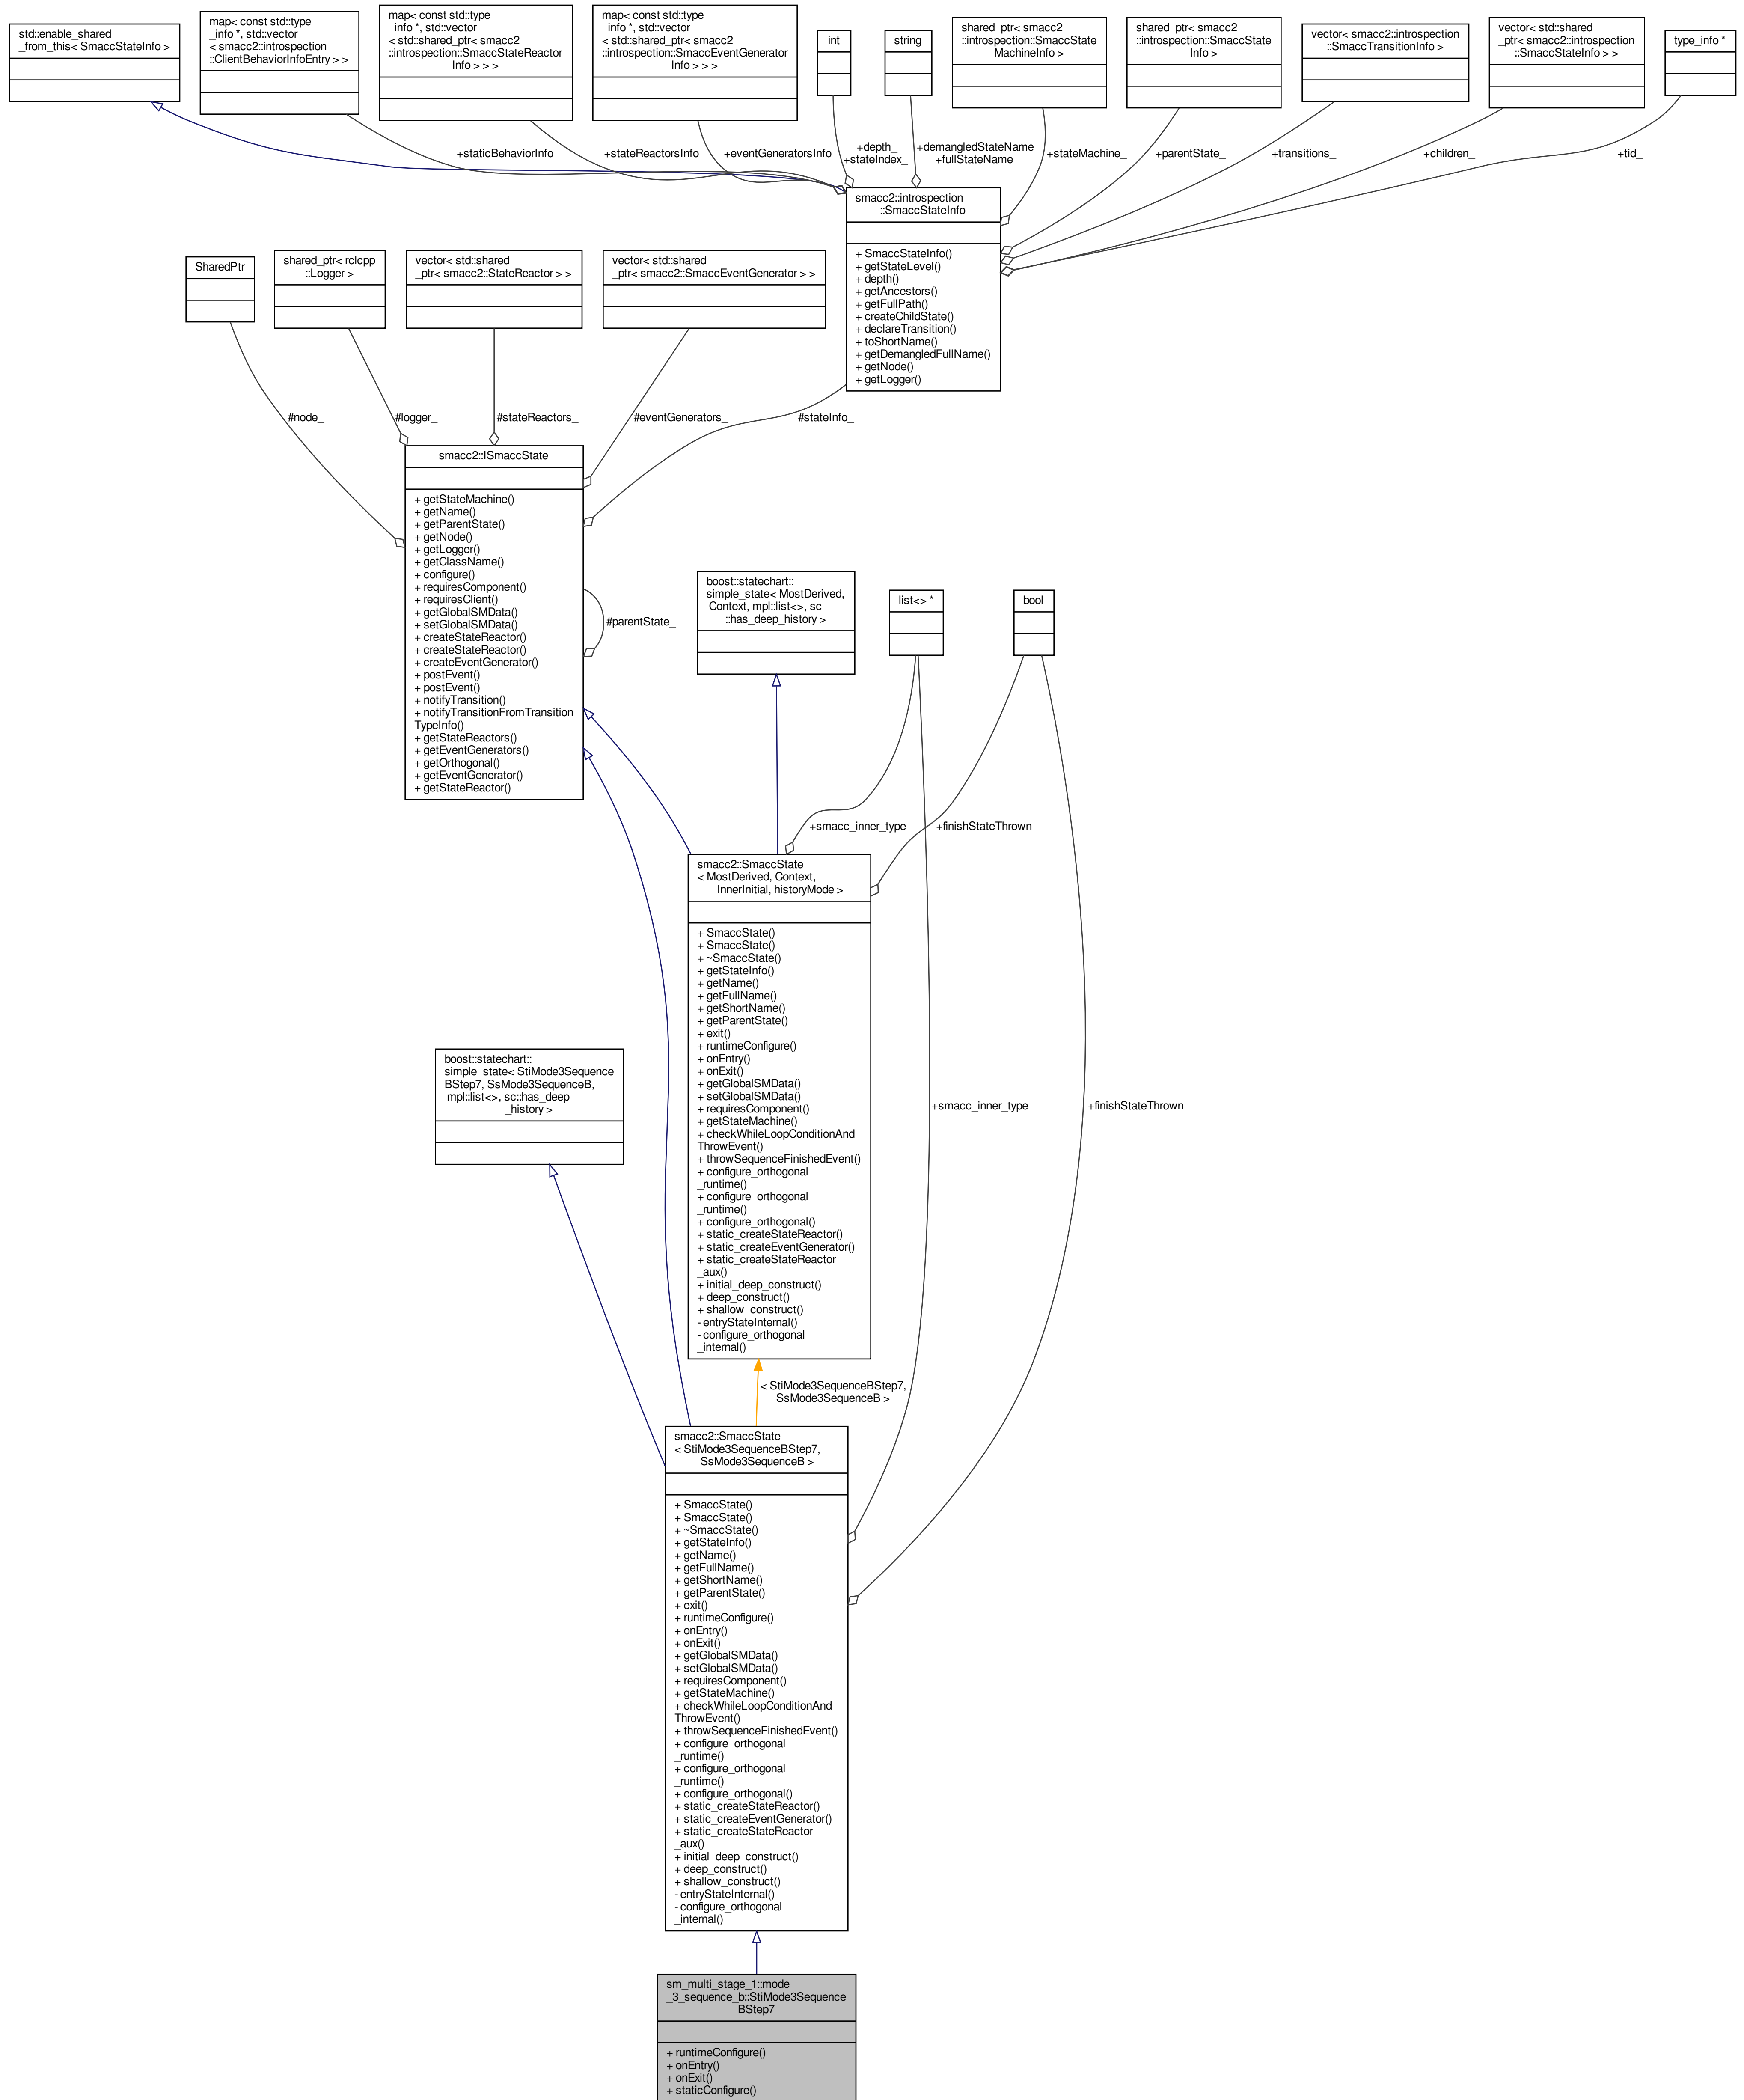 std::enable_shared
_from_this< SmaccStateInfo >
map< const std::type
_info *, std::vector
< smacc2::introspection
::ClientBehaviorInfoEntry > >
map< const std::type
_info *, std::vector
< std::shared_ptr< smacc2
::introspection::SmaccStateReactor
Info > > >
map< const std::type
_info *, std::vector
< std::shared_ptr< smacc2
::introspection::SmaccEventGenerator
Info > > >
int
string
shared_ptr< smacc2
::introspection::SmaccState
MachineInfo >
shared_ptr< smacc2
::introspection::SmaccState
Info >
vector< smacc2::introspection
::SmaccTransitionInfo >
vector< std::shared
_ptr< smacc2::introspection
::SmaccStateInfo > >
type_info *
+staticBehaviorInfo
+stateReactorsInfo
+eventGeneratorsInfo
+depth_
+stateIndex_
+demangledStateName
+fullStateName
+stateMachine_
+parentState_
+transitions_
+children_
+tid_
smacc2::introspection
::SmaccStateInfo
+ SmaccStateInfo()
+ getStateLevel()
+ depth()
+ getAncestors()
+ getFullPath()
+ createChildState()
+ declareTransition()
+ toShortName()
+ getDemangledFullName()
+ getNode()
+ getLogger()
SharedPtr
shared_ptr< rclcpp
::Logger >
vector< std::shared
_ptr< smacc2::StateReactor > >
vector< std::shared
_ptr< smacc2::SmaccEventGenerator > >
#node_
#logger_
#stateReactors_
#eventGenerators_
#stateInfo_
smacc2::ISmaccState
+ getStateMachine()
+ getName()
+ getParentState()
+ getNode()
+ getLogger()
+ getClassName()
+ configure()
+ requiresComponent()
+ requiresClient()
+ getGlobalSMData()
+ setGlobalSMData()
+ createStateReactor()
+ createStateReactor()
+ createEventGenerator()
+ postEvent()
+ postEvent()
+ notifyTransition()
+ notifyTransitionFromTransition
TypeInfo()
+ getStateReactors()
+ getEventGenerators()
+ getOrthogonal()
+ getEventGenerator()
+ getStateReactor()
#parentState_
boost::statechart::
simple_state< MostDerived,
Context, mpl::list<>, sc
::has_deep_history >
list<> *
bool
+smacc_inner_type
+finishStateThrown
smacc2::SmaccState
< MostDerived, Context,
InnerInitial, historyMode >
+ SmaccState()
+ SmaccState()
+ ~SmaccState()
+ getStateInfo()
+ getName()
+ getFullName()
+ getShortName()
+ getParentState()
+ exit()
+ runtimeConfigure()
+ onEntry()
+ onExit()
+ getGlobalSMData()
+ setGlobalSMData()
+ requiresComponent()
+ getStateMachine()
+ checkWhileLoopConditionAnd
ThrowEvent()
+ throwSequenceFinishedEvent()
+ configure_orthogonal
_runtime()
+ configure_orthogonal
_runtime()
+ configure_orthogonal()
+ static_createStateReactor()
+ static_createEventGenerator()
+ static_createStateReactor
_aux()
+ initial_deep_construct()
+ deep_construct()
+ shallow_construct()
- entryStateInternal()
- configure_orthogonal
_internal()
boost::statechart::
simple_state< StiMode3Sequence
BStep7, SsMode3SequenceB,
mpl::list<>, sc::has_deep
_history >
+smacc_inner_type
+finishStateThrown
< StiMode3SequenceBStep7,
SsMode3SequenceB >
smacc2::SmaccState
< StiMode3SequenceBStep7,
SsMode3SequenceB >
+ SmaccState()
+ SmaccState()
+ ~SmaccState()
+ getStateInfo()
+ getName()
+ getFullName()
+ getShortName()
+ getParentState()
+ exit()
+ runtimeConfigure()
+ onEntry()
+ onExit()
+ getGlobalSMData()
+ setGlobalSMData()
+ requiresComponent()
+ getStateMachine()
+ checkWhileLoopConditionAnd
ThrowEvent()
+ throwSequenceFinishedEvent()
+ configure_orthogonal
_runtime()
+ configure_orthogonal
_runtime()
+ configure_orthogonal()
+ static_createStateReactor()
+ static_createEventGenerator()
+ static_createStateReactor
_aux()
+ initial_deep_construct()
+ deep_construct()
+ shallow_construct()
- entryStateInternal()
- configure_orthogonal
_internal()
sm_multi_stage_1::mode
_3_sequence_b::StiMode3Sequence
BStep7
+ runtimeConfigure()
+ onEntry()
+ onExit()
+ staticConfigure()